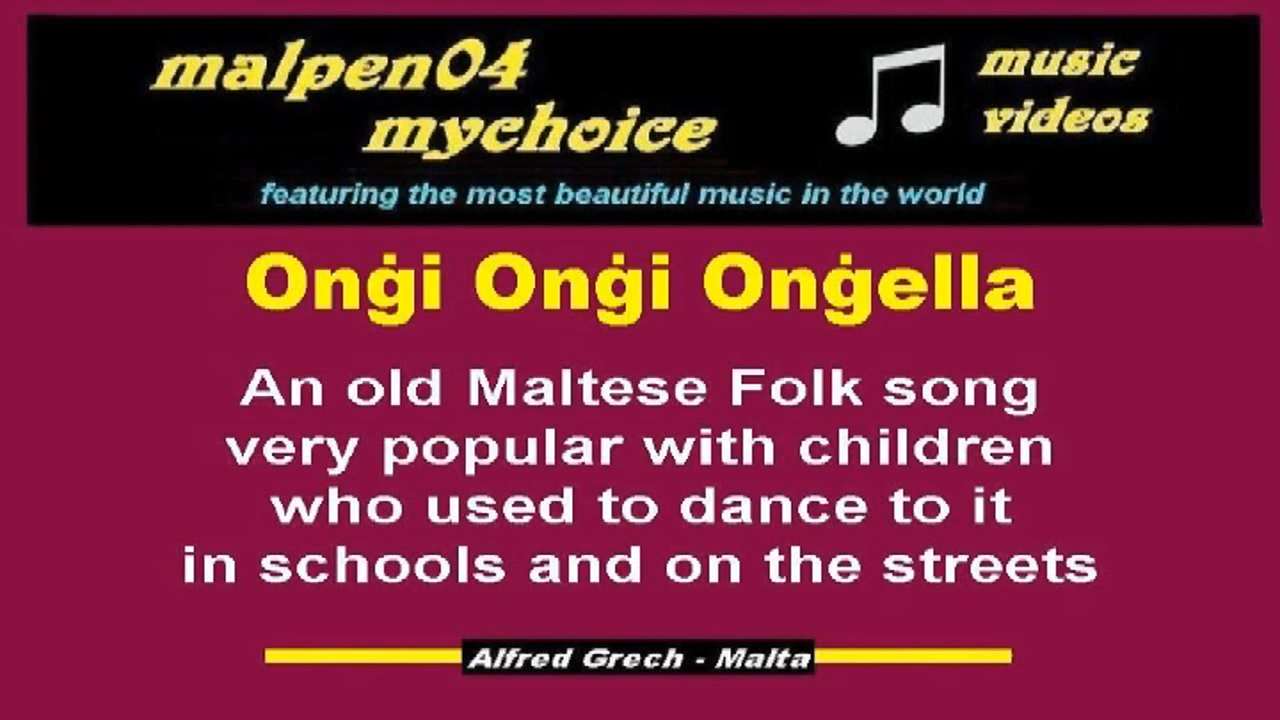 malpen04
mychoice
music
videos
featuring the most beautiful music in the world
Onġi Onġi Onġella
An old Maltese Folk song
very popular with children
who used to dance to it
in schools and on the streets
Alfred Grech - Malta